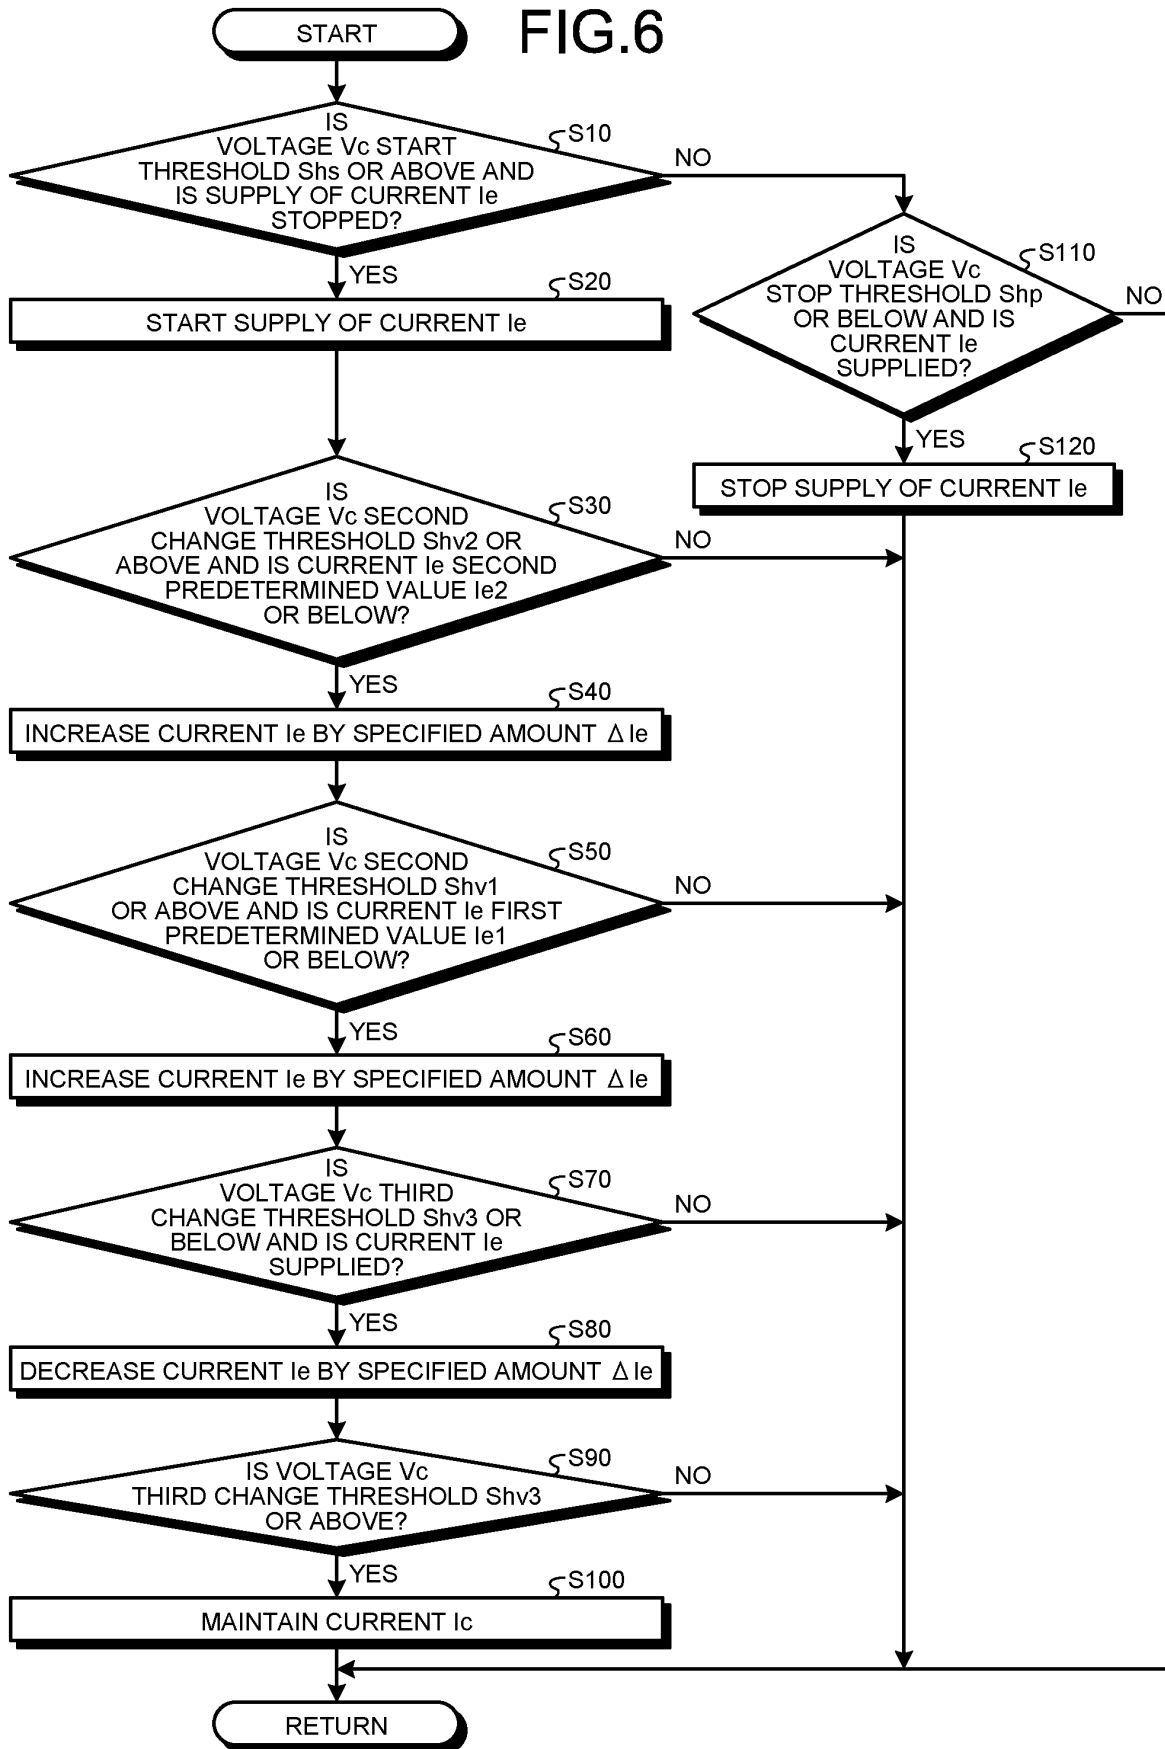 FIG.6
START
IS
VOLTAGE Vc START
THRESHOLD Shs OR ABOVE AND
IS SUPPLY OF CURRENT Ie
STOPPED?
S10
NO
YES
S20
START SUPPLY OF CURRENT Ie
IS
VOLTAGE Vc
STOP THRESHOLD Shp
OR BELOW AND IS
CURRENT Ie
SUPPLIED?
S110
NO
YES
S120
STOP SUPPLY OF CURRENT Ie
IS
VOLTAGE Vc SECOND
CHANGE THRESHOLD Shv2 OR
ABOVE AND IS CURRENT Ie SECOND
PREDETERMINED VALUE Ie2
OR BELOW?
S30
NO
YES
S40
INCREASE CURRENT Ie BY SPECIFIED AMOUNT Δ Ie
IS
VOLTAGE Vc SECOND
CHANGE THRESHOLD Shv1
OR ABOVE AND IS CURRENT Ie FIRST
PREDETERMINED VALUE Ie1
OR BELOW?
S50
NO
YES
S60
INCREASE CURRENT Ie BY SPECIFIED AMOUNT Δ Ie
IS
VOLTAGE Vc THIRD
CHANGE THRESHOLD Shv3 OR
BELOW AND IS CURRENT Ie
SUPPLIED?
S70
NO
YES
S80
DECREASE CURRENT Ie BY SPECIFIED AMOUNT Δ Ie
IS VOLTAGE Vc
THIRD CHANGE THRESHOLD Shv3
OR ABOVE?
S90
NO
YES
S100
MAINTAIN CURRENT Ic
RETURN